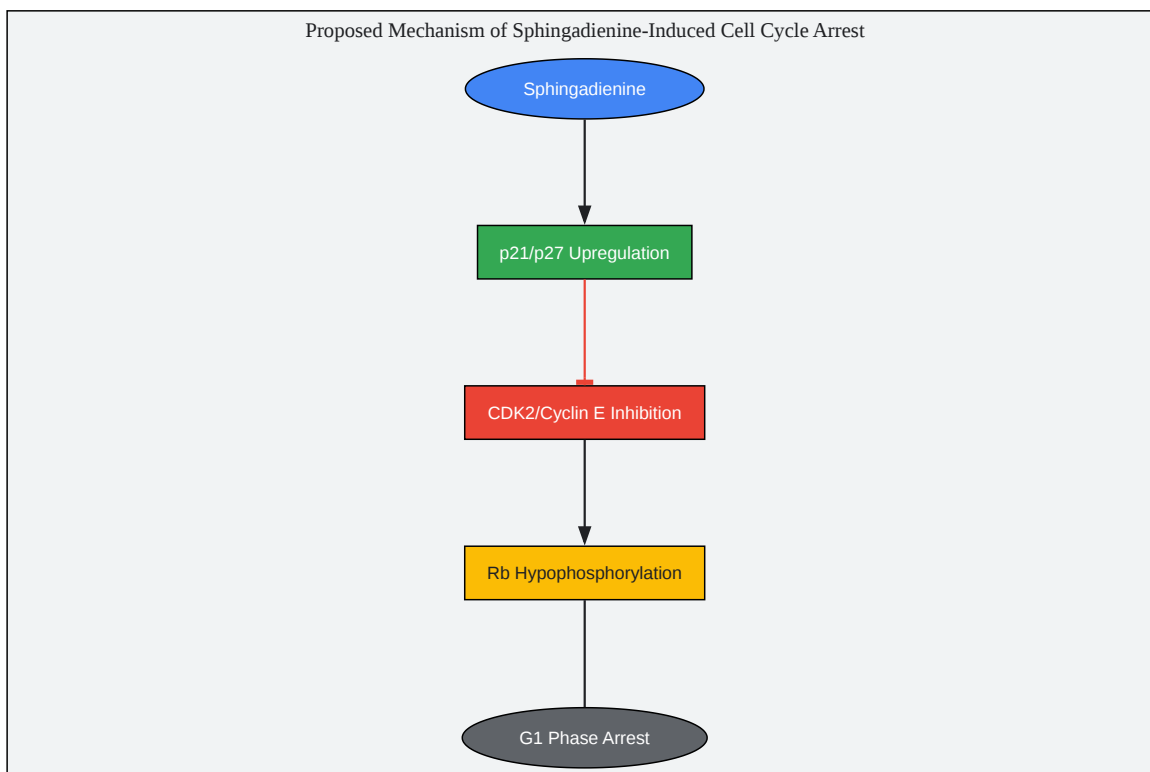 Proposed Mechanism of Sphingadienine-Induced Cell Cycle Arrest
Sphingadienine
p21/p27 Upregulation
CDK2/Cyclin E Inhibition
Rb Hypophosphorylation
G1 Phase Arrest